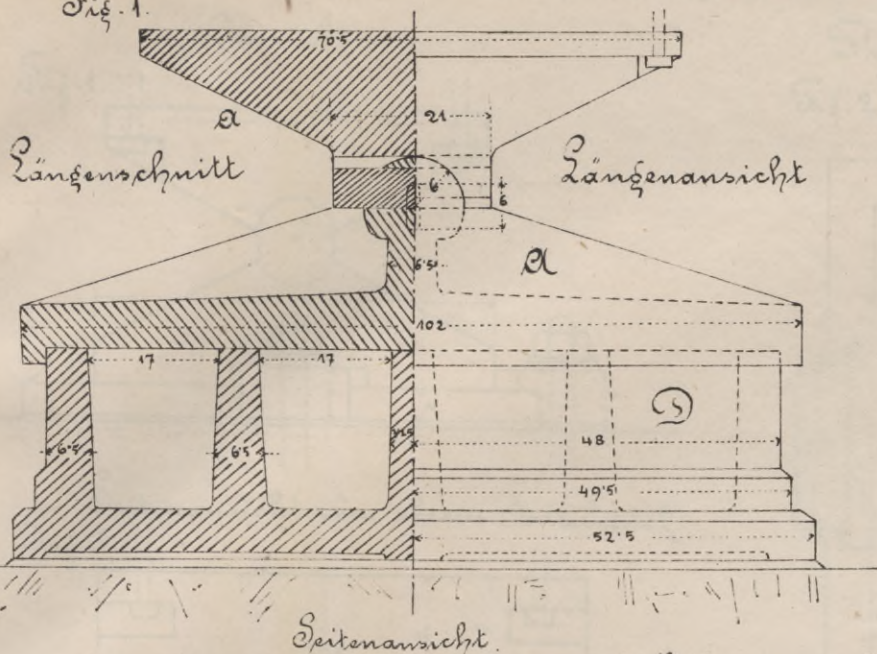 Fig. 1.
70·5
a
21
Längenschnitt
Längenansicht
6
6
6·5
a
102
17
17
D
6·5
6·5
48
49·5
52·5
Seitenansicht.